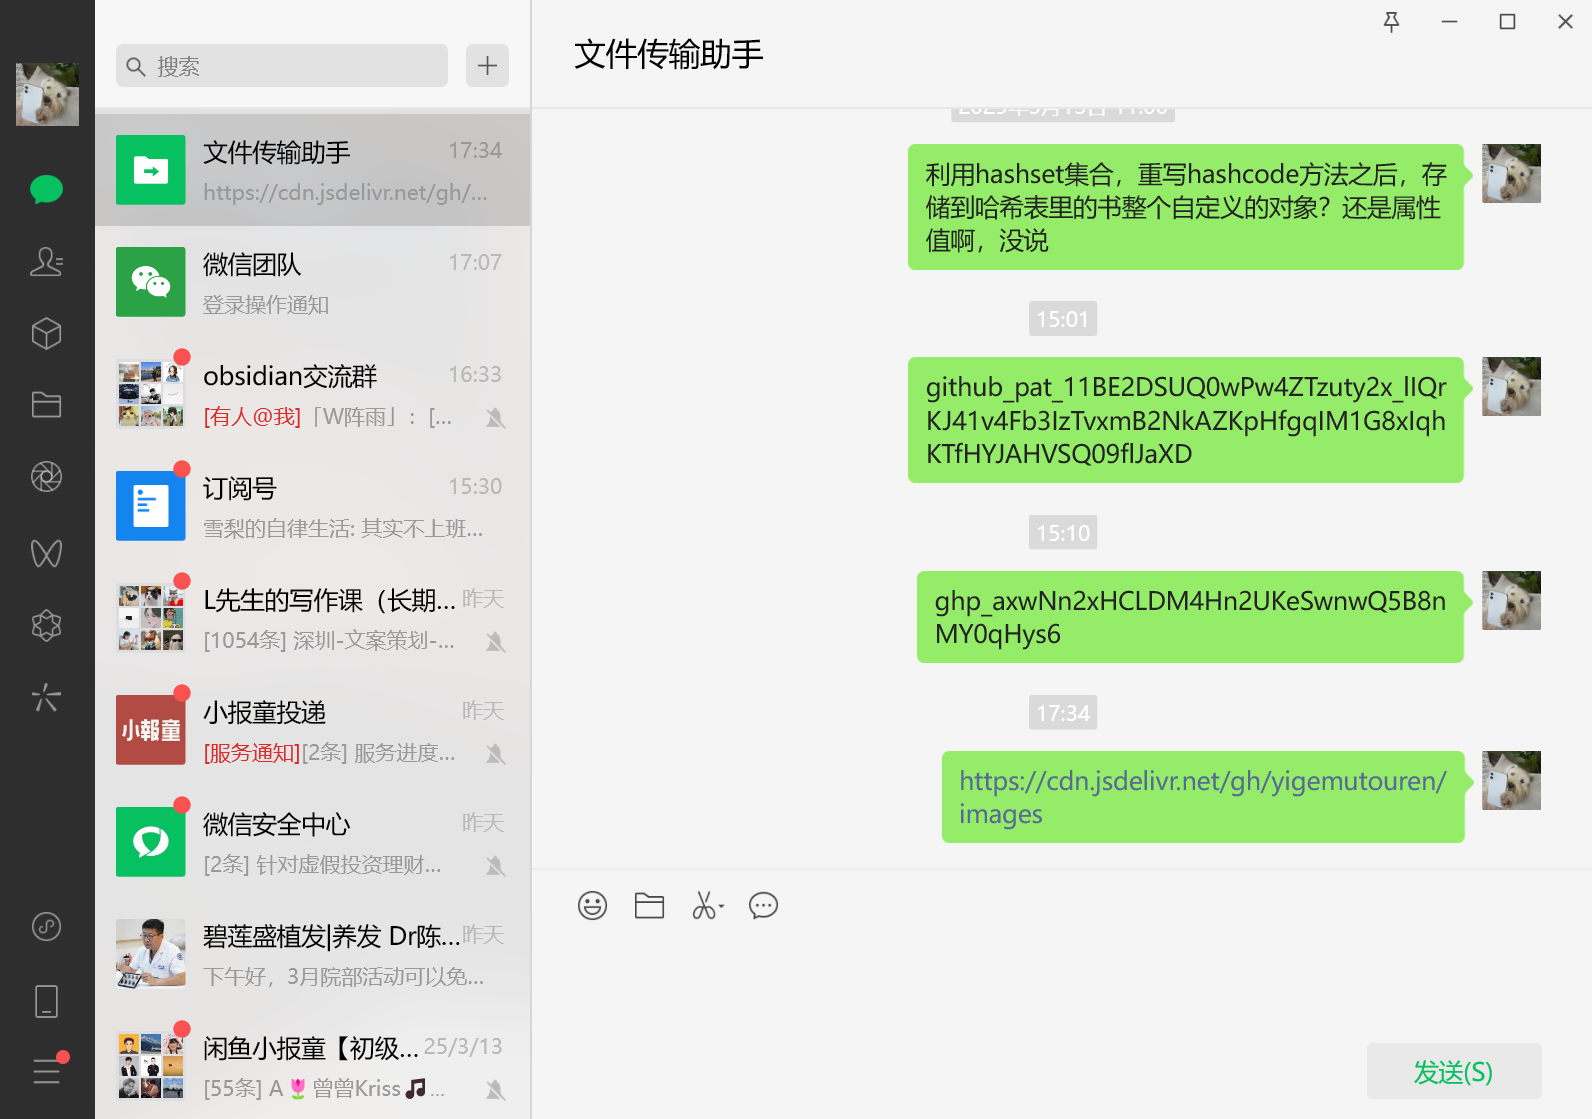 搜索
文件传输助手
17:34
https://cdn.jsdelivr.net/gh/...
微信团队
17:07
登录操作通知
obsidian交流群
16:33
[有人@我]「W阵雨」：[...
订阅号
15:30
雪梨的自律生活: 其实不上班...
L先生的写作课（长期...
昨天
[1054条] 深圳-文案策划-...
小報童
小报童投递
昨天
[服务通知][2条] 服务进度...
微信安全中心
昨天
[2条] 针对虚假投资理财...
碧莲盛植发|养发 Dr陈...
昨天
下午好，3月院部活动可以免...
闲鱼小报童【初级...
25/3/13
[55条] A🌷曾曾Kriss🎵...
文件传输助手
利用hashset集合，重写hashcode方法之后，存
储到哈希表里的书整个自定义的对象？还是属性
值啊，没说
15:01
github_pat_11BE2DSUQ0wPw4ZTzuty2x_lIQr
KJ41v4Fb3IzTvxmB2NkAZKpHfgqIM1G8xIqh
KTfHYJAHVSQ09flJaXD
15:10
ghp_axwNn2xHCLDM4Hn2UKeSwnwQ5B8n
MY0qHys6
17:34
https://cdn.jsdelivr.net/gh/yigemutouren/
images
发送(S)